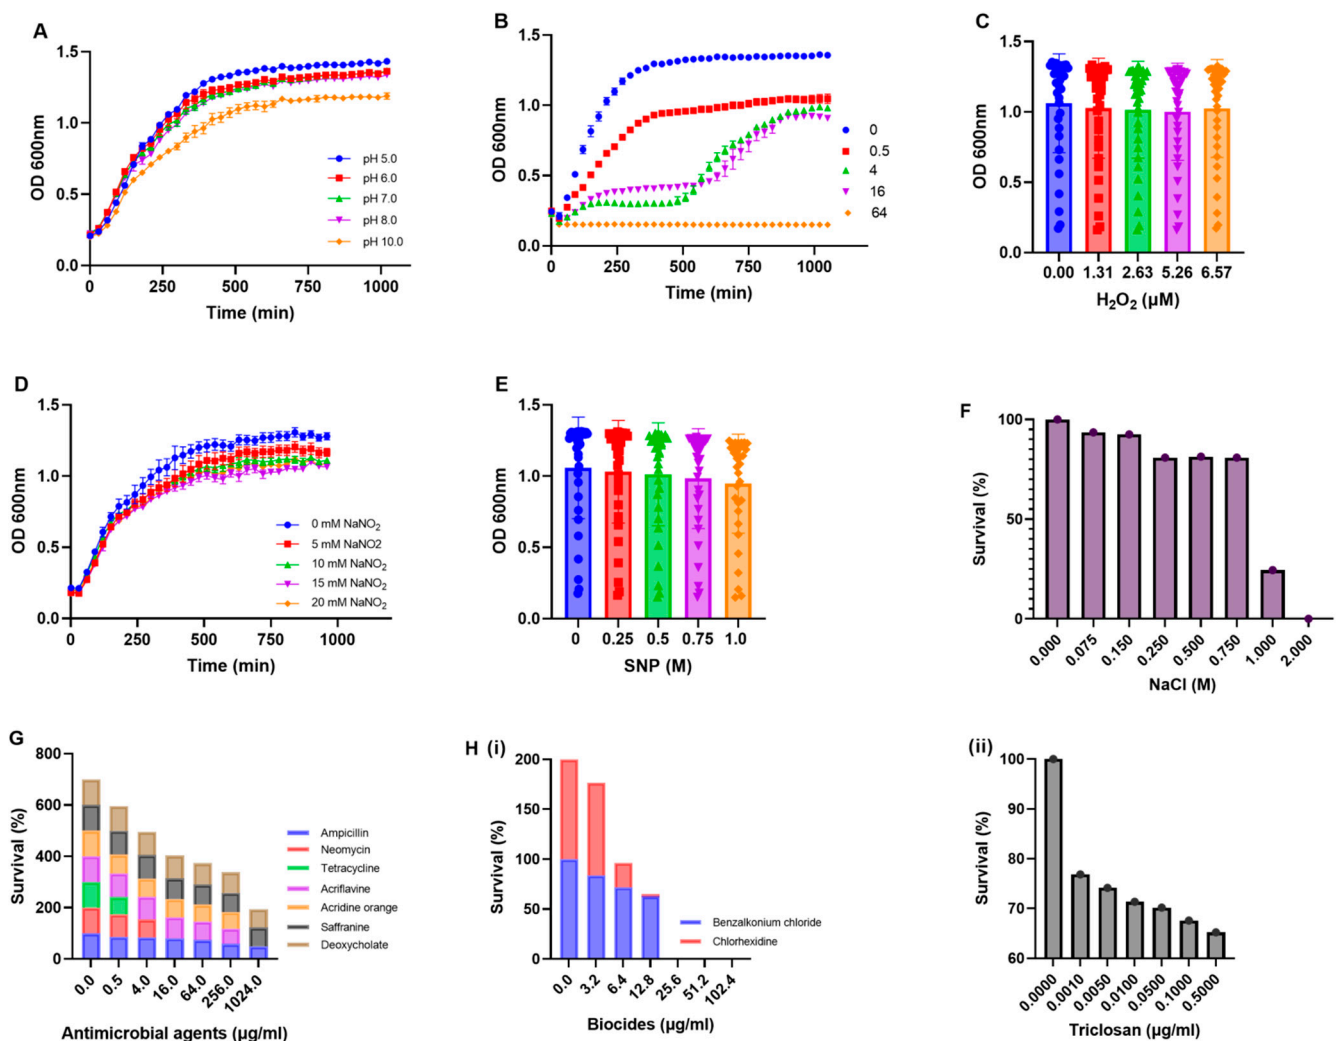 A
1.5
1.0
0.5
0.0
OD 600nm
0 250 500 750 1000
Time (min)
pH 5.0
pH 6.0
pH 7.0
pH 8.0
pH 10.0
B
1.5
1.0
0.5
0.0
OD 600nm
0 250 500 750 1000
Time (min)
0
0.5
4
16
64
C
1.5
1.0
0.5
0.0
OD 600nm
0.00 1.31 2.63 5.26 6.57
H₂O₂ (µM)
D
1.5
1.0
0.5
0.0
OD 600nm
0 250 500 750 1000
Time (min)
0 mM NaNO₂
5 mM NaNO2
10 mM NaNO₂
15 mM NaNO₂
20 mM NaNO₂
E
1.5
1.0
0.5
0.0
OD 600nm
0 0.25 0.5 0.75 1.0
SNP (M)
F
100
50
0
Survival (%)
0.000 0.075 0.150 0.250 0.500 0.750 1.000 2.000
NaCl (M)
G
800
600
400
200
0
Survival (%)
0.0 0.5 4.0 16.0 64.0 256.0 1024.0
Antimicrobial agents (µg/ml)
Ampicillin
Neomycin
Tetracycline
Acriflavine
Acridine orange
Saffranine
Deoxycholate
H (i)
200
150
100
50
0
Survival (%)
0.0 3.2 6.4 12.8 25.6 51.2 102.4
Biocides (µg/ml)
Benzalkonium chloride
Chlorhexidine
(ii)
100
90
80
70
60
Survival (%)
0.0000 0.0010 0.0050 0.0100 0.0500 0.1000 0.5000
Triclosan (µg/ml)